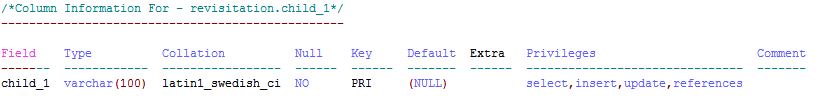 /*Column Information For - revisitation.child_1*/
------------------------------------------------
Field    Type          Collation          Null    Key     Default  Extra   Privileges                       Comment
-------  ------------  -----------------  ------  ------  -------  ------  -------------------------------  -------
child_1  varchar(100)  latin1_swedish_ci  NO      PRI     (NULL)           select,insert,update,references